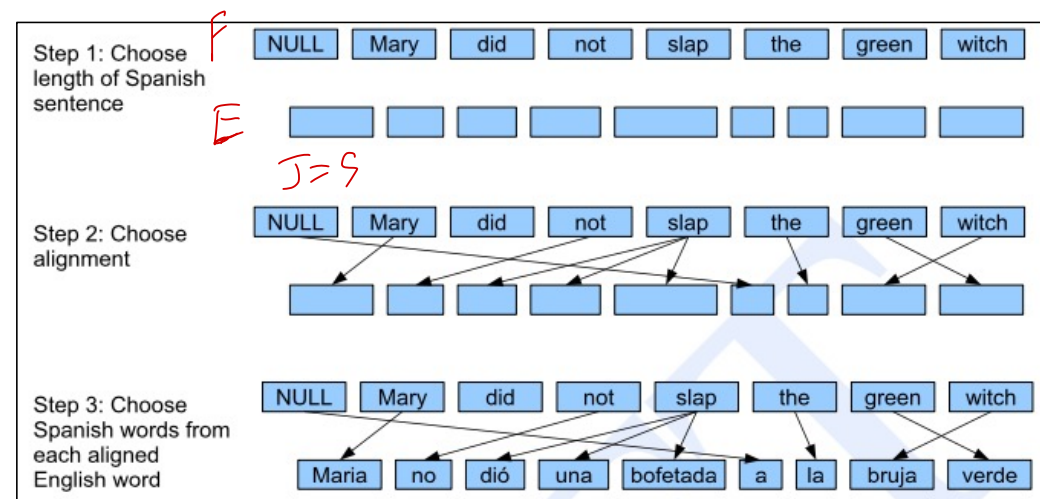 Step 1: Choose
length of Spanish
sentence
F
NULL Mary did not slap the green witch
E
J=9
Step 2: Choose
alignment
NULL Mary did not slap the green witch
Step 3: Choose
Spanish words from
each aligned
English word
NULL Mary did not slap the green witch
Maria no dió una bofetada a la bruja verde